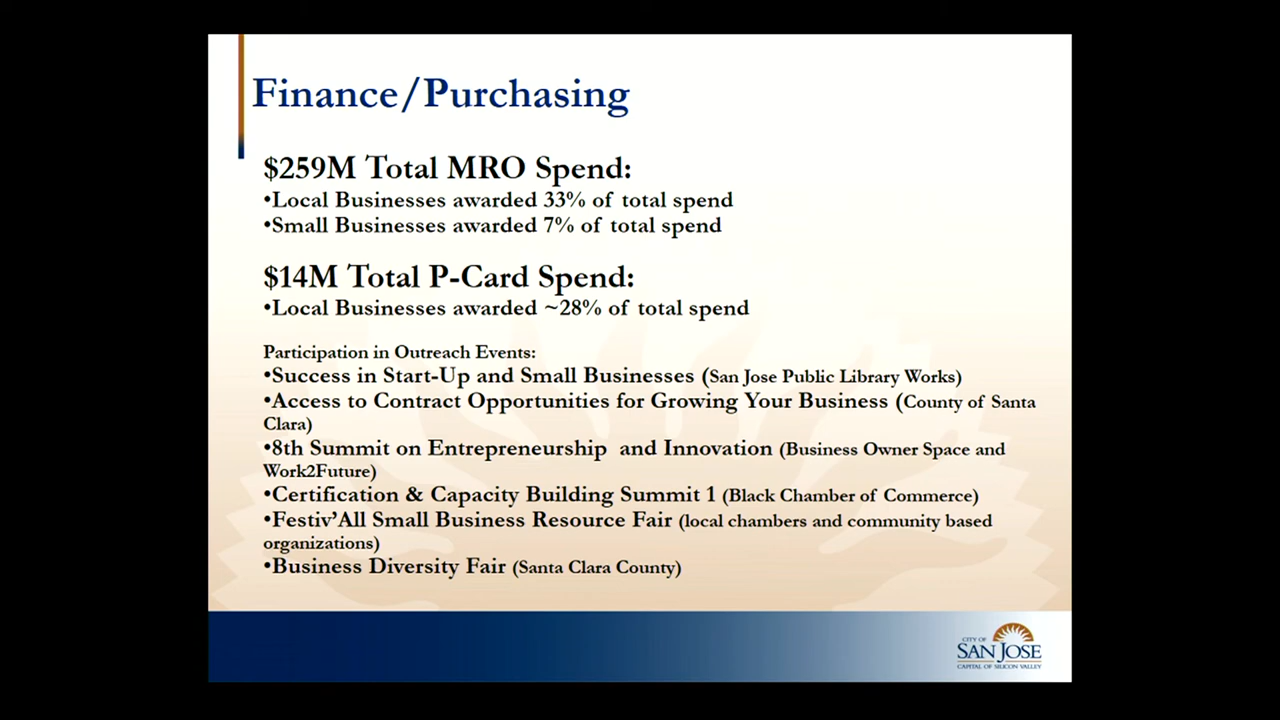 Finance/Purchasing
$259M Total MRO Spend:
•Local Businesses awarded 33% of total spend
•Small Businesses awarded 7% of total spend
$14M Total P-Card Spend:
•Local Businesses awarded ~28% of total spend
Participation in Outreach Events:
•Success in Start-Up and Small Businesses (San Jose Public Library Works)
•Access to Contract Opportunities for Growing Your Business (County of Santa
Clara)
•8th Summit on Entrepreneurship and Innovation (Business Owner Space and
Work2Future)
•Certification & Capacity Building Summit 1 (Black Chamber of Commerce)
•Festiv’All Small Business Resource Fair (local chambers and community based
organizations)
•Business Diversity Fair (Santa Clara County)
CITY OF
SAN JOSE
CAPITAL OF SILICON VALLEY